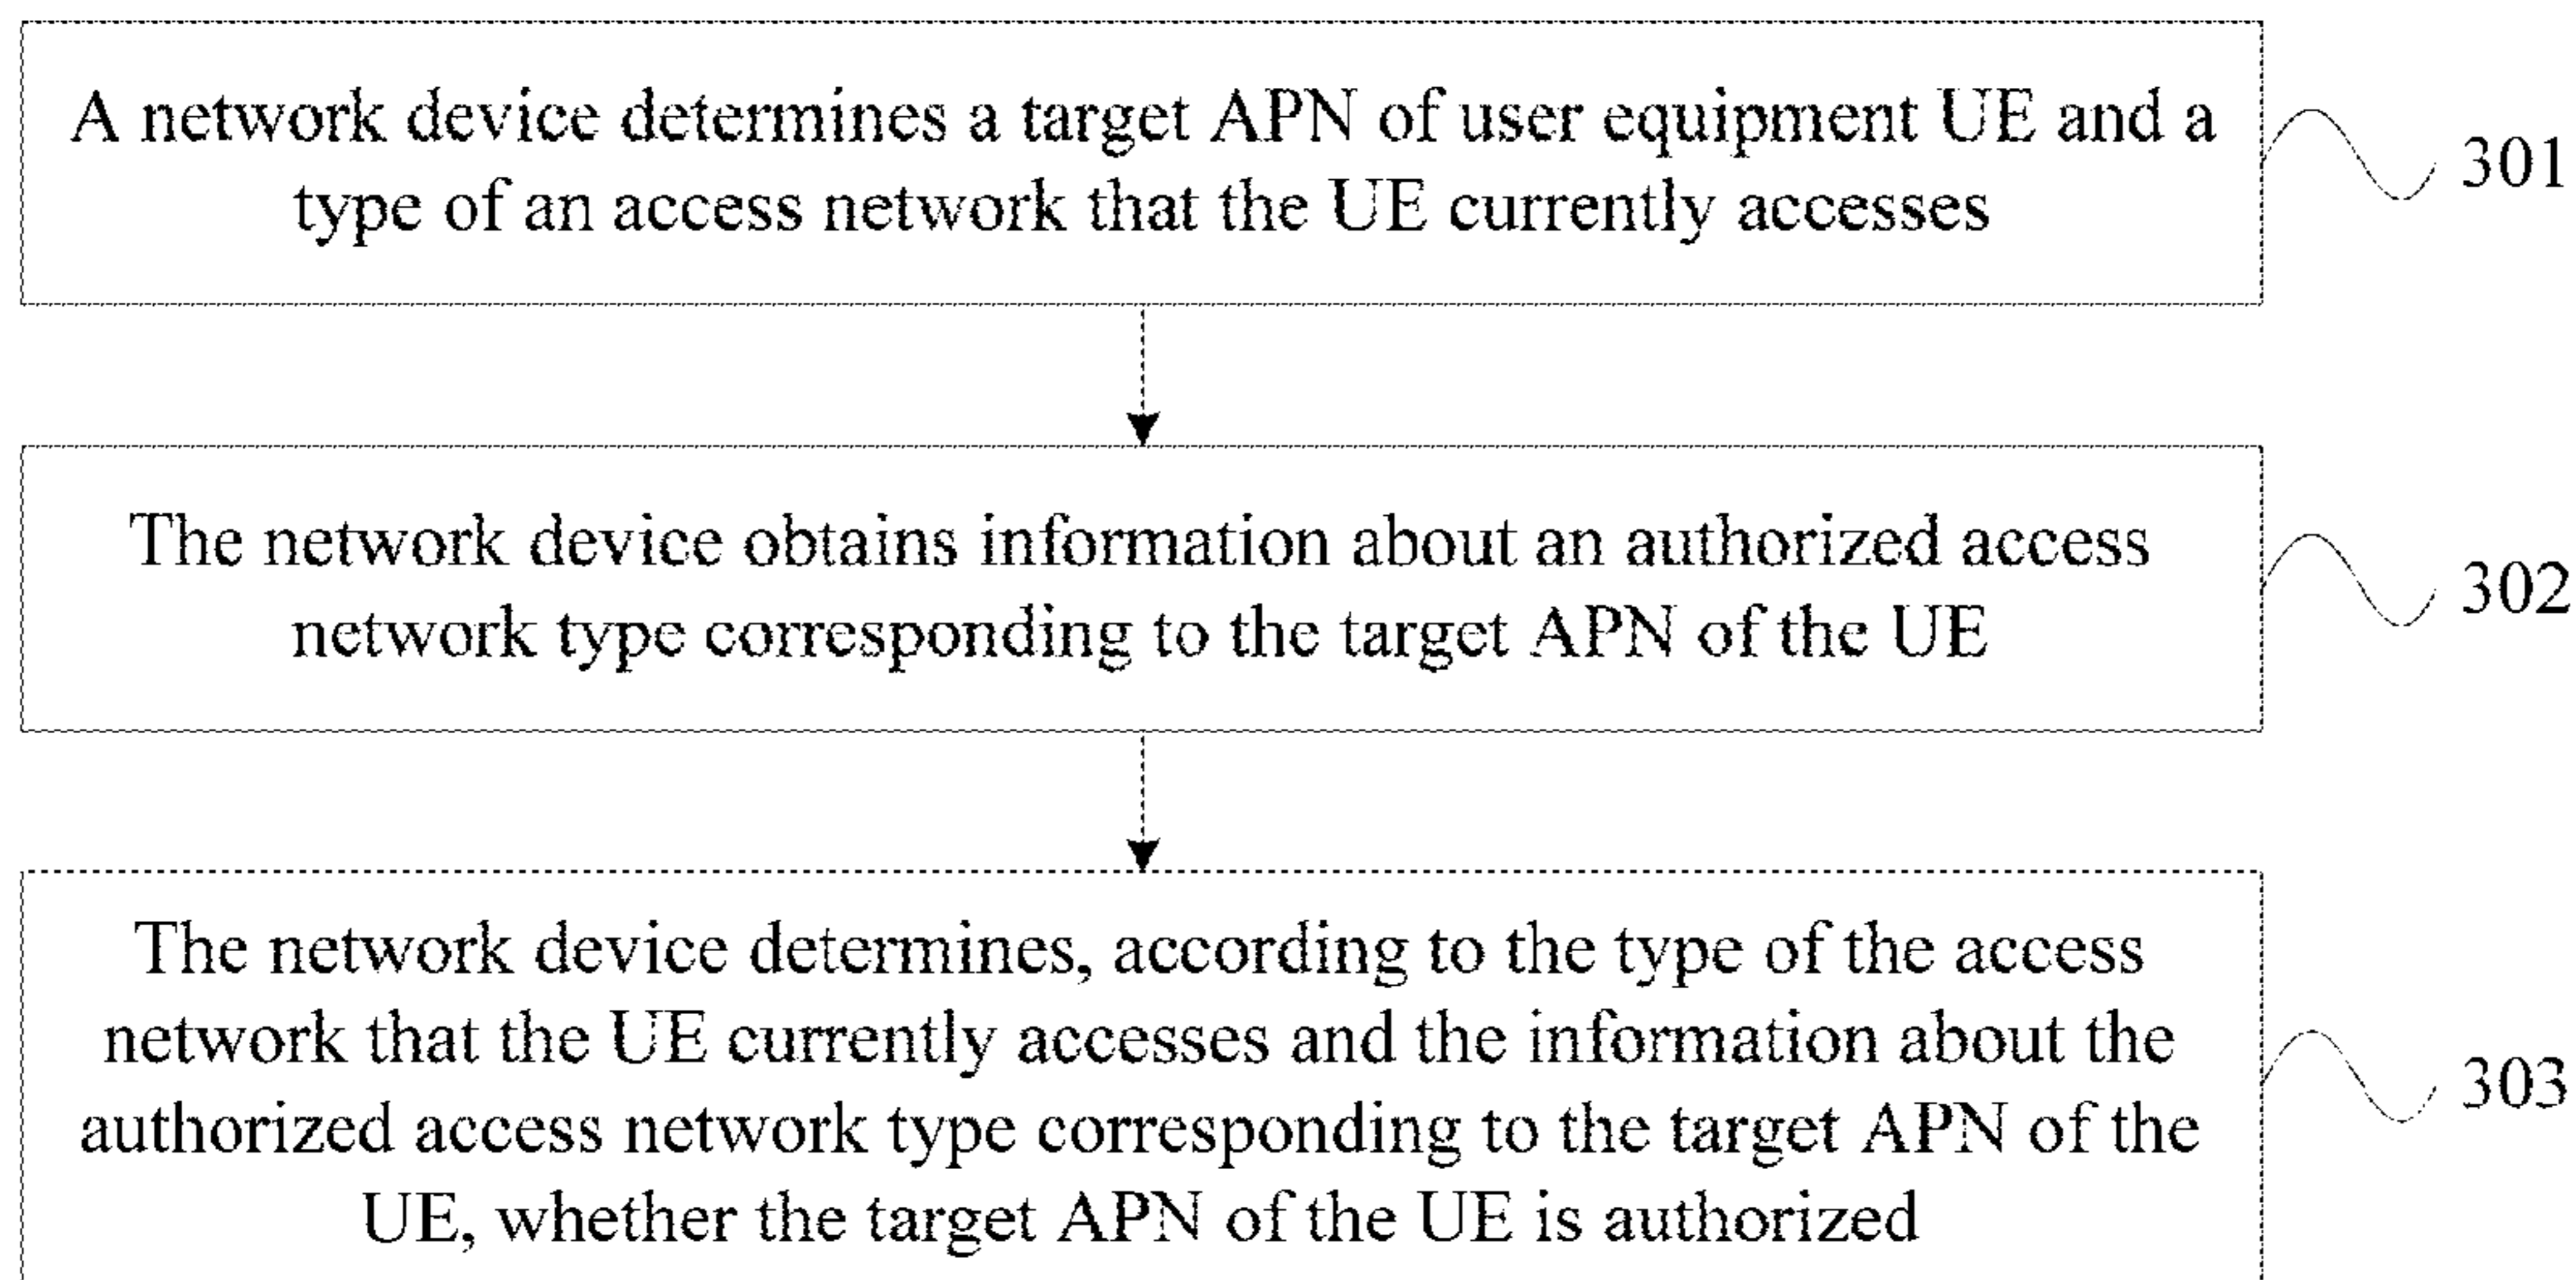 A network device determines a target APN of user equipment UE and a
type of an access network that the UE currently accesses
301
The network device obtains information about an authorized access
network type corresponding to the target APN of the UE
302
The network device determines, according to the type of the access
network that the UE currently accesses and the information about the
authorized access network type corresponding to the target APN of the
UE, whether the target APN of the UE is authorized
303